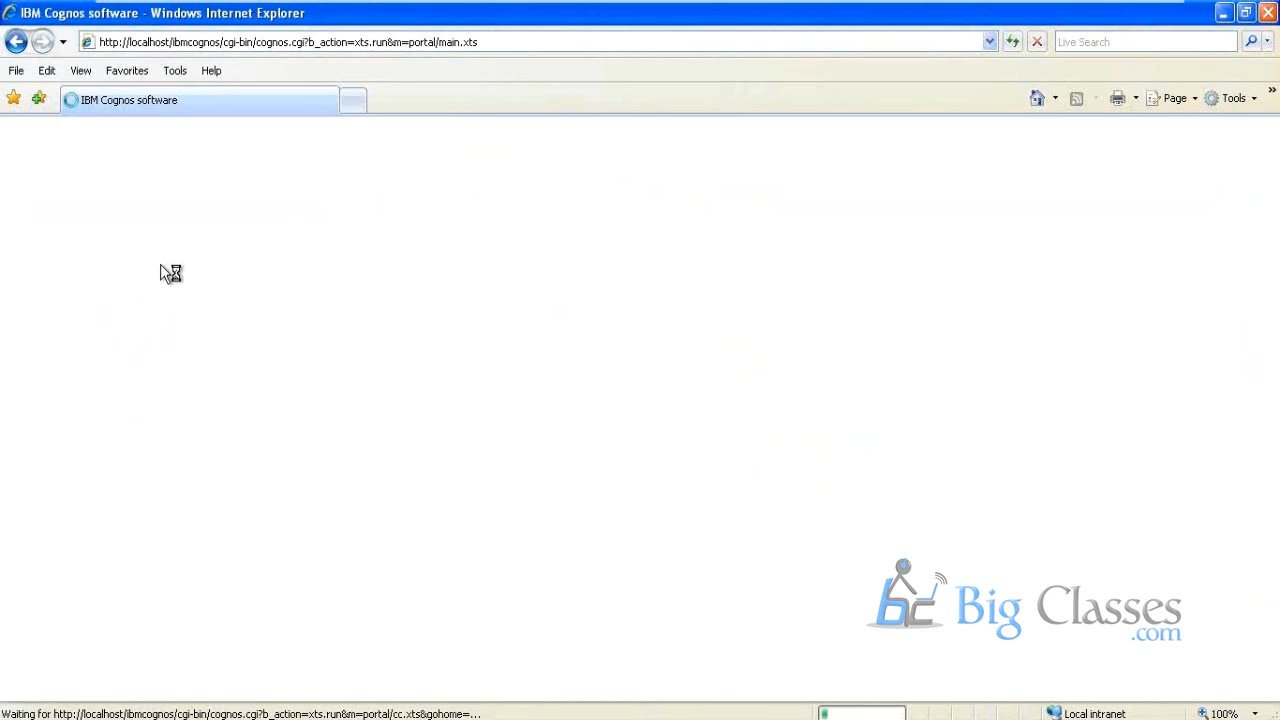 IBM Cognos software - Windows Internet Explorer
http://localhost/ibmcognos/cgi-bin/cognos.cgi?b_action=xts.run&m=portal/main.xts
Live Search
File Edit View Favorites Tools Help
IBM Cognos software
Page Tools
Big Classes
.com
Waiting for http://localhost/ibmcognos/cgi-bin/cognos.cgi?b_action=xts.run&m=portal/cc.xts&gohome=...
Local intranet
100%